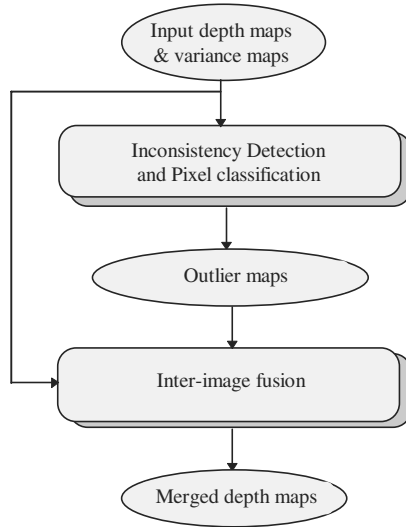 Input depth maps
& variance maps
Inconsistency Detection
and Pixel classification
Outlier maps
Inter-image fusion
Merged depth maps